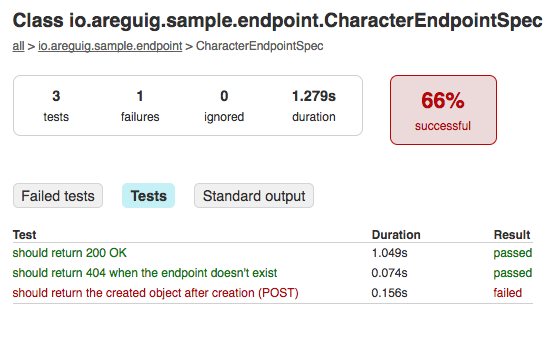 Class io.areguig.sample.endpoint.CharacterEndpointSpec
all > io.areguig.sample.endpoint > CharacterEndpointSpec
3 1 0 1.279s
tests failures ignored duration
66%
successful
Failed tests Tests Standard output
Test Duration Result
should return 200 OK 1.049s passed
should return 404 when the endpoint doesn't exist 0.074s passed
should return the created object after creation (POST) 0.156s failed